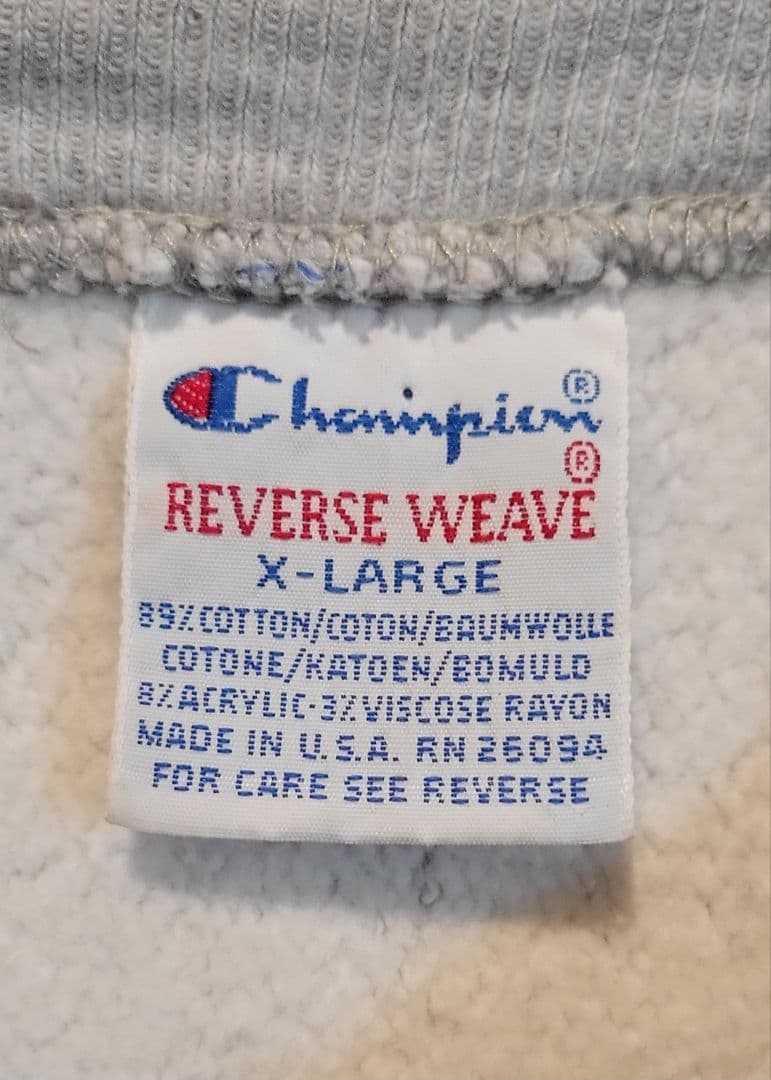 Champion®
REVERSE WEAVE®
X-LARGE
89% COTTON/COTON/BAUMWOLLE
COTONE/KATOEN/BOMULD
8% ACRYLIC-3% VISCOSE RAYON
MADE IN U.S.A. RN 26094
FOR CARE SEE REVERSE